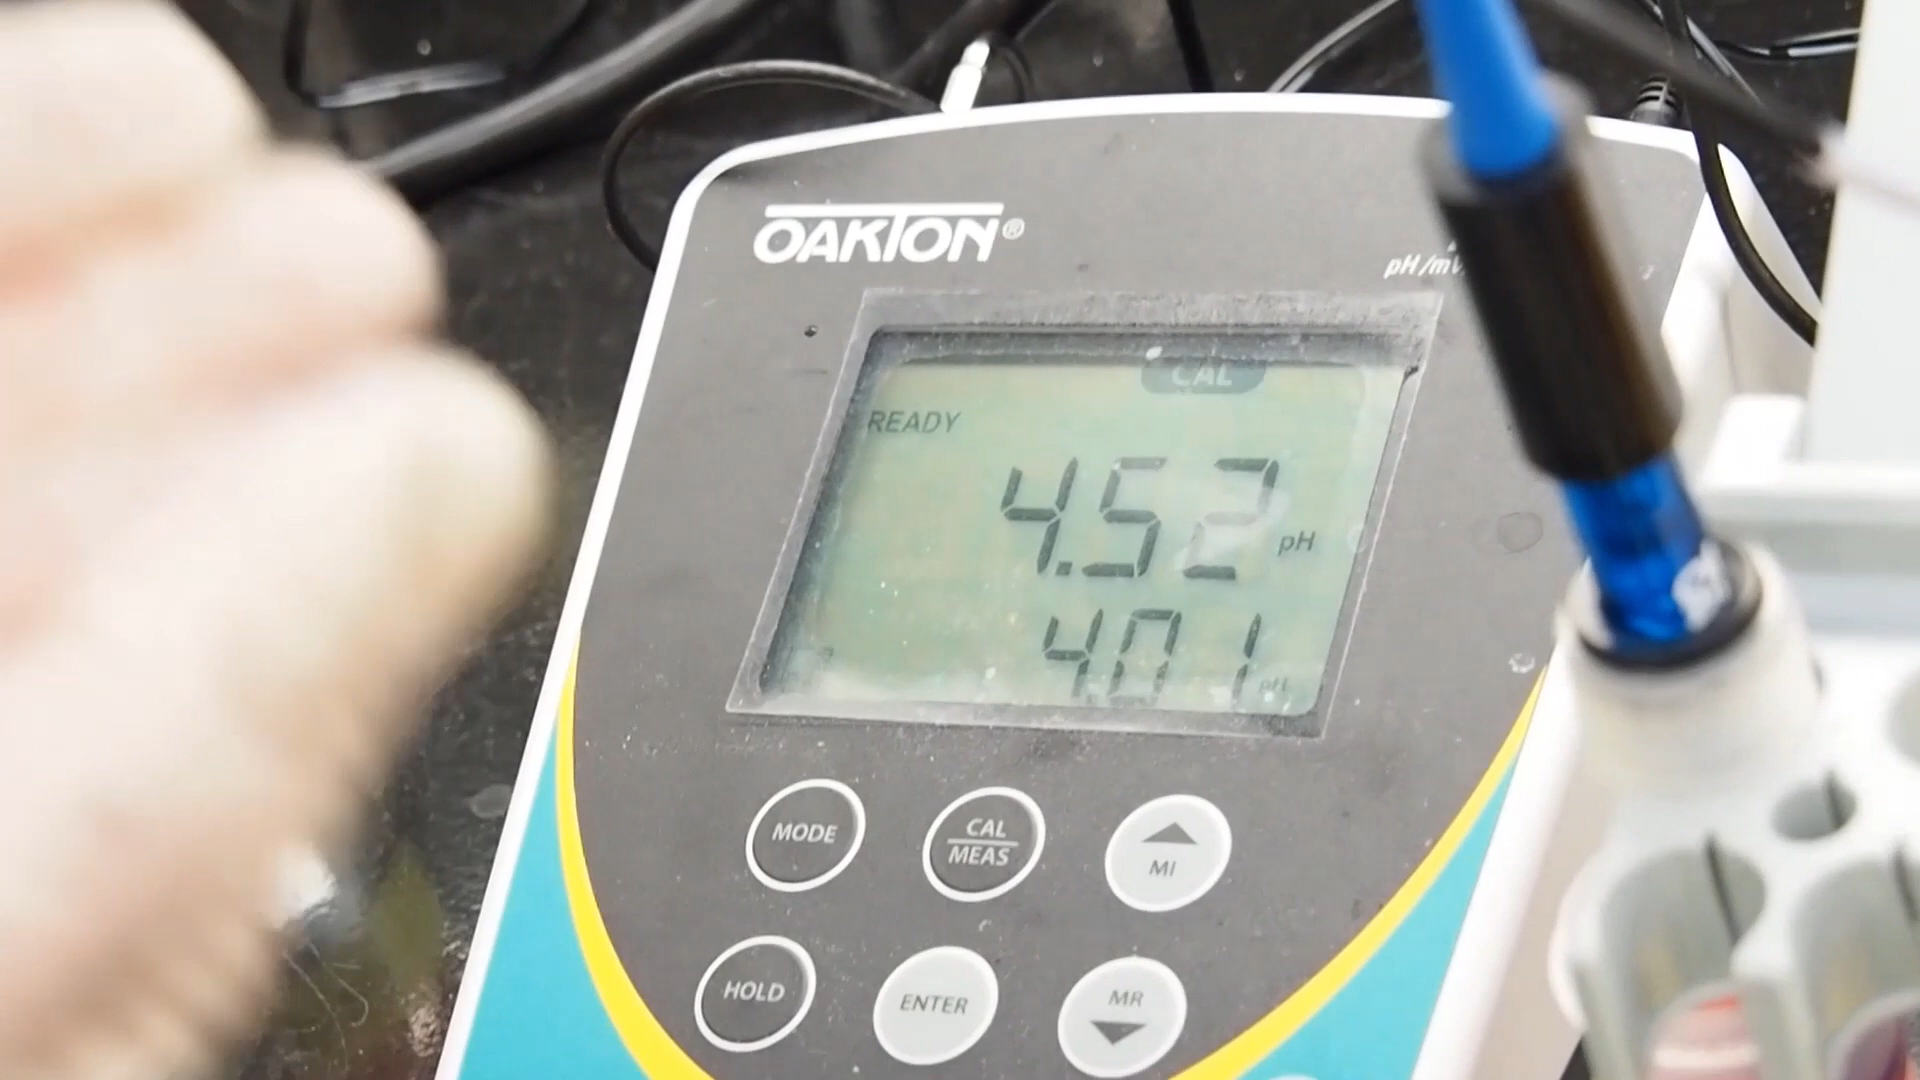 OAKTON®
pH/mV
CAL
READY
4.52 pH
4.01 pH
MODE
CAL
MEAS
MI
HOLD
ENTER
MR